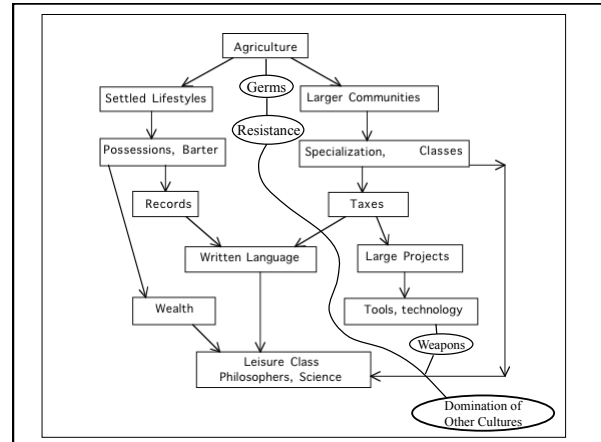 Agriculture
Germs
Settled Lifestyles
Larger Communities
Resistance
Possessions, Barter
Specialization, Classes
Records
Taxes
Written Language
Large Projects
Wealth
Tools, technology
Weapons
Leisure Class
Philosophers, Science
Domination of
Other Cultures